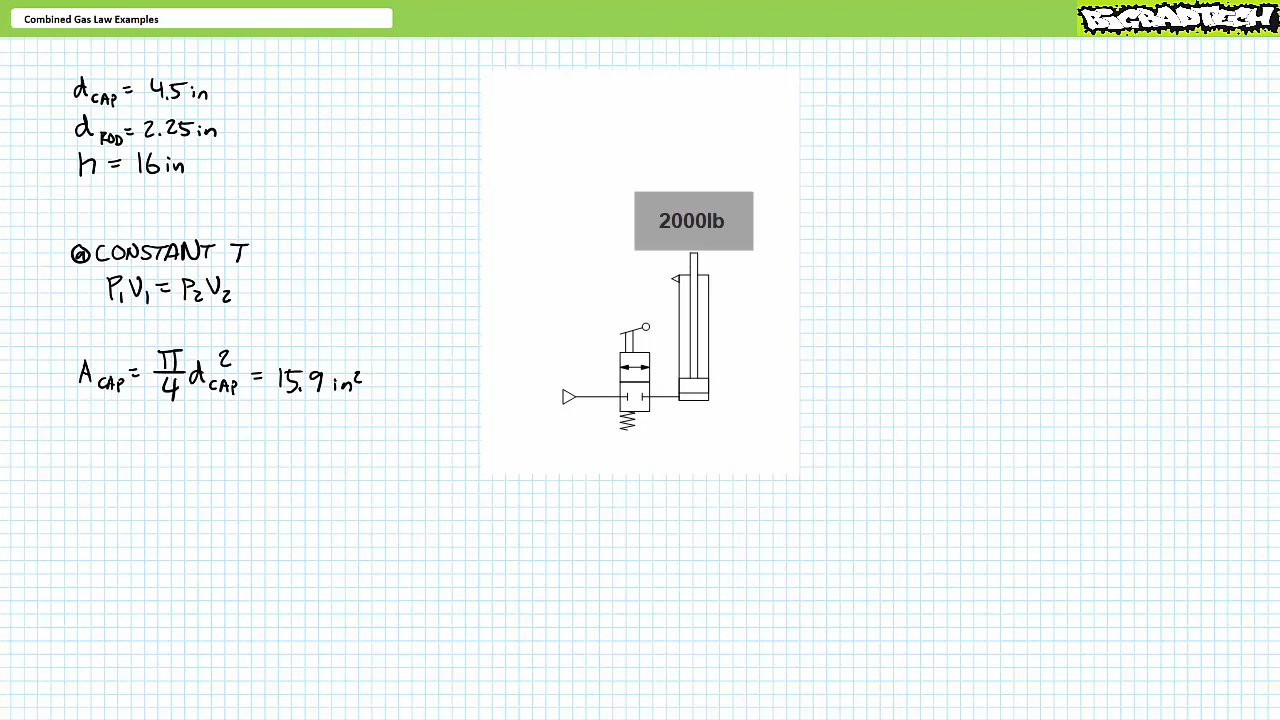 Combined Gas Law Examples
BIGBADTECH
d_CAP = 4.5 in
d_ROD = 2.25 in
h = 16 in
@ CONSTANT T
P₁V₁ = P₂V₂
A_CAP = π/4 d_CAP² = 15.9 in²
2000lb